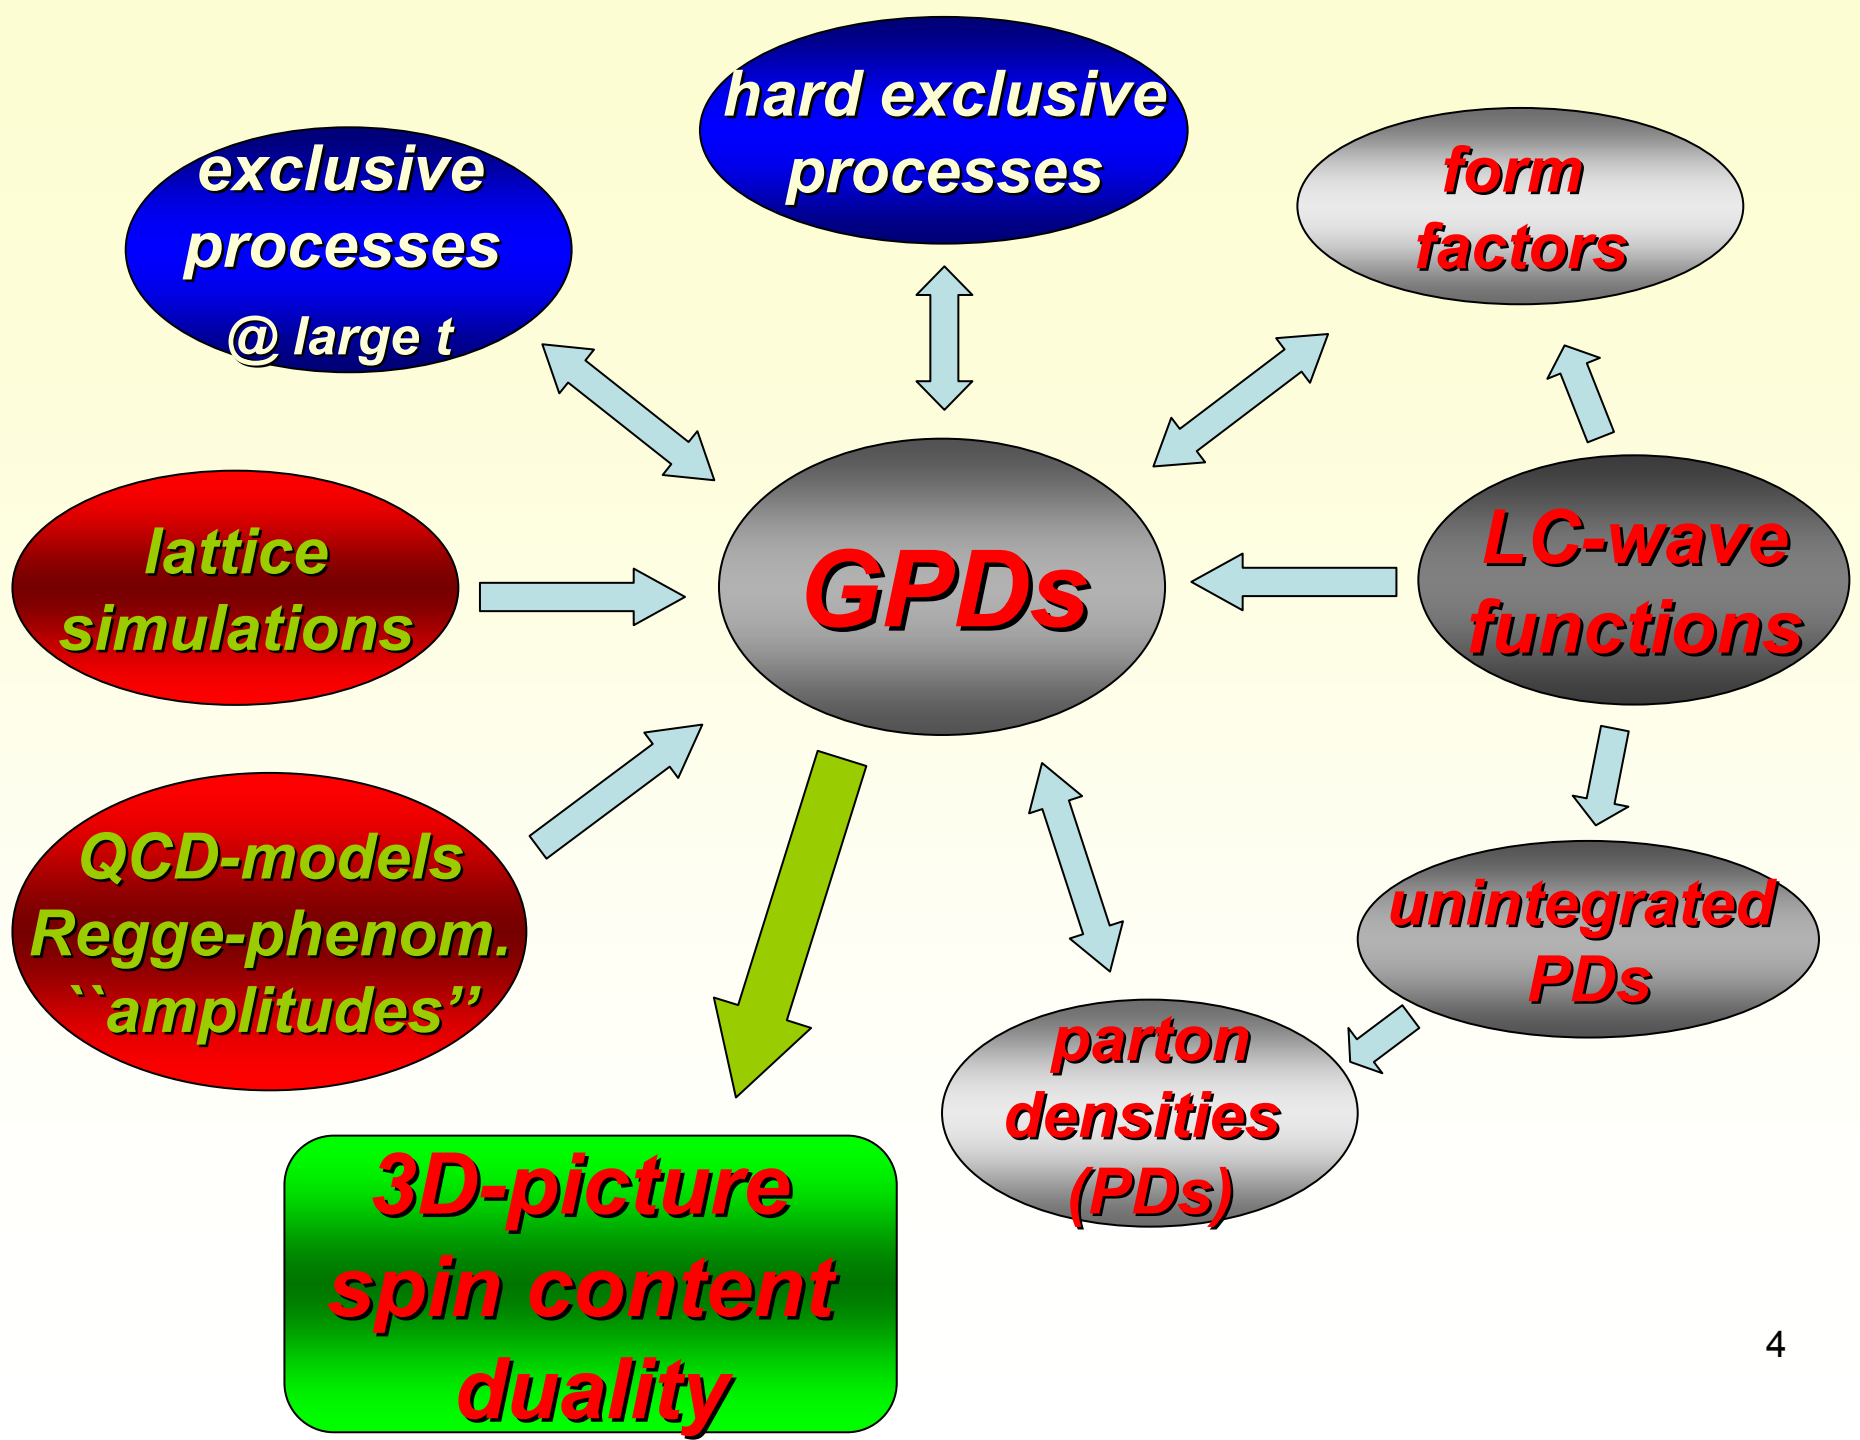 hard exclusive
processes
exclusive
processes
@ large t
form
factors
lattice
simulations
GPDs
LC-wave
functions
QCD-models
Regge-phenom.
``amplitudes’’
unintegrated
PDs
parton
densities
(PDs)
3D-picture
spin content
duality
4